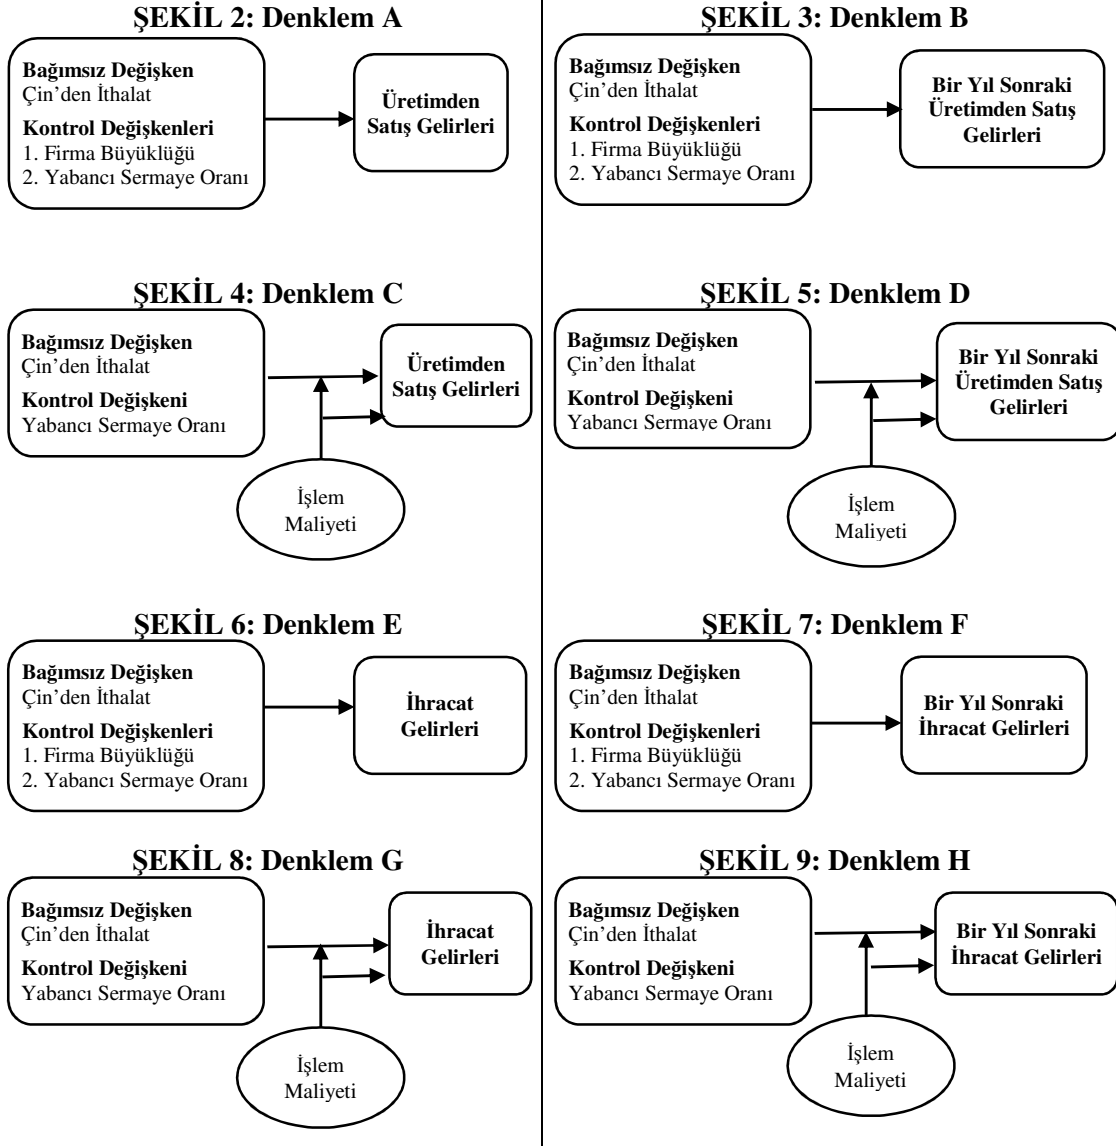 ŞEKİL 2: Denklem A
Bağımsız Değişken
Çin’den İthalat
Kontrol Değişkenleri
1. Firma Büyüklüğü
2. Yabancı Sermaye Oranı
Üretimden
Satış Gelirleri
ŞEKİL 3: Denklem B
Bağımsız Değişken
Çin’den İthalat
Kontrol Değişkenleri
1. Firma Büyüklüğü
2. Yabancı Sermaye Oranı
Bir Yıl Sonraki
Üretimden Satış
Gelirleri
ŞEKİL 4: Denklem C
Bağımsız Değişken
Çin’den İthalat
Kontrol Değişkeni
Yabancı Sermaye Oranı
Üretimden
Satış Gelirleri
İşlem
Maliyeti
ŞEKİL 5: Denklem D
Bağımsız Değişken
Çin’den İthalat
Kontrol Değişkeni
Yabancı Sermaye Oranı
Bir Yıl Sonraki
Üretimden Satış
Gelirleri
İşlem
Maliyeti
ŞEKİL 6: Denklem E
Bağımsız Değişken
Çin’den İthalat
Kontrol Değişkenleri
1. Firma Büyüklüğü
2. Yabancı Sermaye Oranı
İhracat
Gelirleri
ŞEKİL 7: Denklem F
Bağımsız Değişken
Çin’den İthalat
Kontrol Değişkenleri
1. Firma Büyüklüğü
2. Yabancı Sermaye Oranı
Bir Yıl Sonraki
İhracat Gelirleri
ŞEKİL 8: Denklem G
Bağımsız Değişken
Çin’den İthalat
Kontrol Değişkeni
Yabancı Sermaye Oranı
İhracat
Gelirleri
İşlem
Maliyeti
ŞEKİL 9: Denklem H
Bağımsız Değişken
Çin’den İthalat
Kontrol Değişkeni
Yabancı Sermaye Oranı
Bir Yıl Sonraki
İhracat Gelirleri
İşlem
Maliyeti